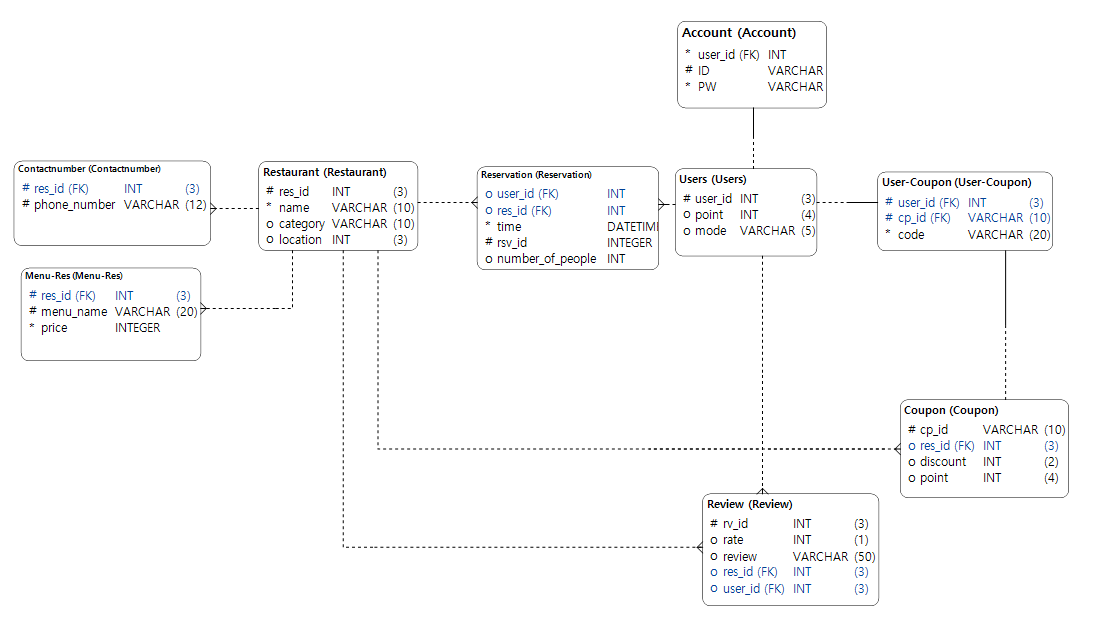 Account (Account)
* user_id (FK) INT
# ID VARCHAR
* PW VARCHAR
Contactnumber (Contactnumber)
# res_id (FK) INT (3)
# phone_number VARCHAR (12)
Restaurant (Restaurant)
# res_id INT (3)
* name VARCHAR (10)
o category VARCHAR (10)
o location INT (3)
Reservation (Reservation)
o user_id (FK) INT
o res_id (FK) INT
* time DATETIMI
# rsv_id INTEGER
o number_of_people INT
Users (Users)
# user_id INT (3)
o point INT (4)
o mode VARCHAR (5)
User-Coupon (User-Coupon)
# user_id (FK) INT (3)
# cp_id (FK) VARCHAR (10)
* code VARCHAR (20)
Menu-Res (Menu-Res)
# res_id (FK) INT (3)
# menu_name VARCHAR (20)
* price INTEGER
Coupon (Coupon)
# cp_id VARCHAR (10)
o res_id (FK) INT (3)
o discount INT (2)
o point INT (4)
Review (Review)
# rv_id INT (3)
o rate INT (1)
o review VARCHAR (50)
o res_id (FK) INT (3)
o user_id (FK) INT (3)